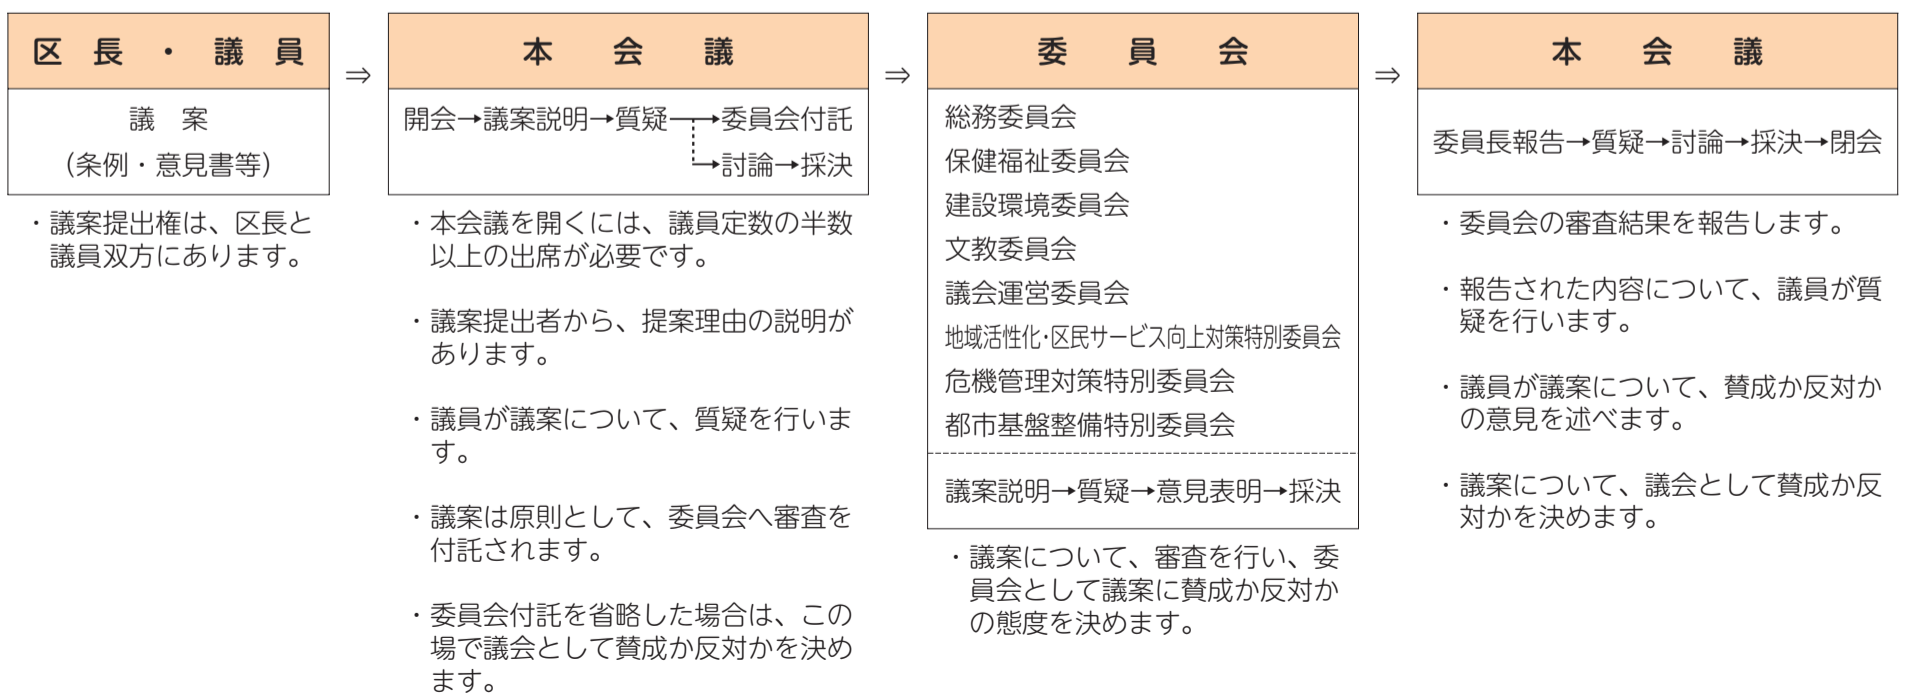 区長・議員
議案
（条例・意見書等）
・議案提出権は、区長と
議員双方にあります。
⇒
本会議
開会→議案説明→質疑→委員会付託
→討論→採決
・本会議を開くには、議員定数の半数
以上の出席が必要です。
・議案提出者から、提案理由の説明が
あります。
・議員が議案について、質疑を行いま
す。
・議案は原則として、委員会へ審査を
付託されます。
・委員会付託を省略した場合は、この
場で議会として賛成か反対かを決め
ます。
⇒
委員会
総務委員会
保健福祉委員会
建設環境委員会
文教委員会
議会運営委員会
地域活性化・区民サービス向上対策特別委員会
危機管理対策特別委員会
都市基盤整備特別委員会
議案説明→質疑→意見表明→採決
・議案について、審査を行い、委
員会として議案に賛成か反対か
の態度を決めます。
⇒
本会議
委員長報告→質疑→討論→採決→閉会
・委員会の審査結果を報告します。
・報告された内容について、議員が質
疑を行います。
・議員が議案について、賛成か反対か
の意見を述べます。
・議案について、議会として賛成か反
対かを決めます。